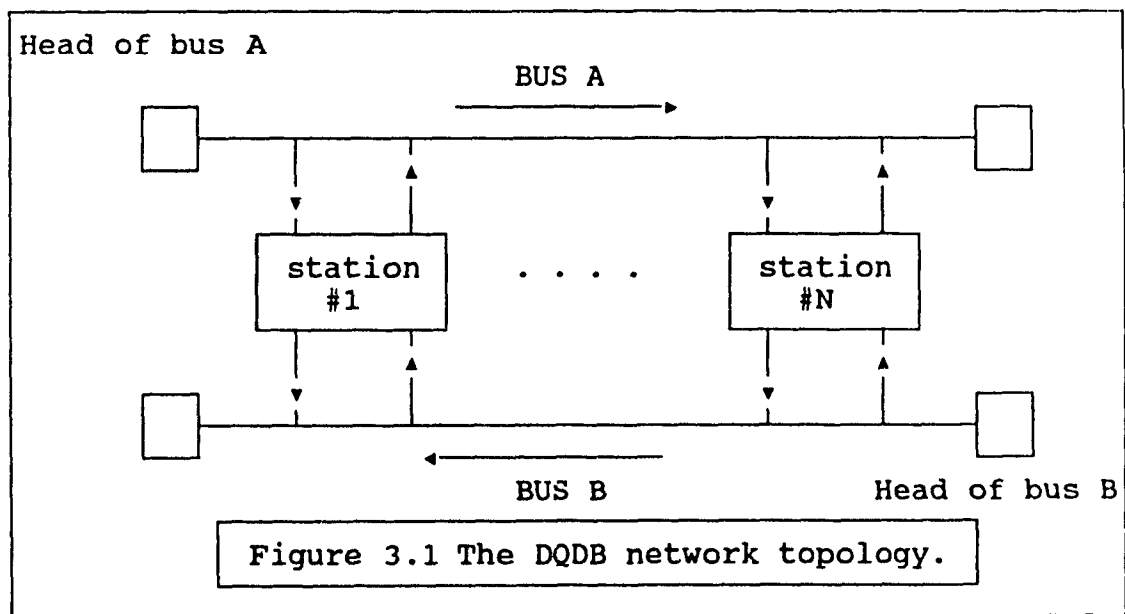 Head of bus A
BUS A
station
#1
. . . .
station
#N
BUS B
Head of bus B
Figure 3.1 The DQDB network topology.